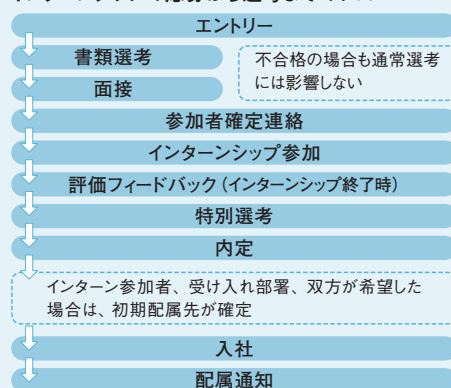 エントリー
書類選考
面接
不合格の場合も通常選考
には影響しない
参加者確定連絡
インターンシップ参加
評価フィードバック（インターンシップ終了時）
特別選考
内定
インターン参加者、受け入れ部署、双方が希望した
場合は、初期配属先が確定
入社
配属通知